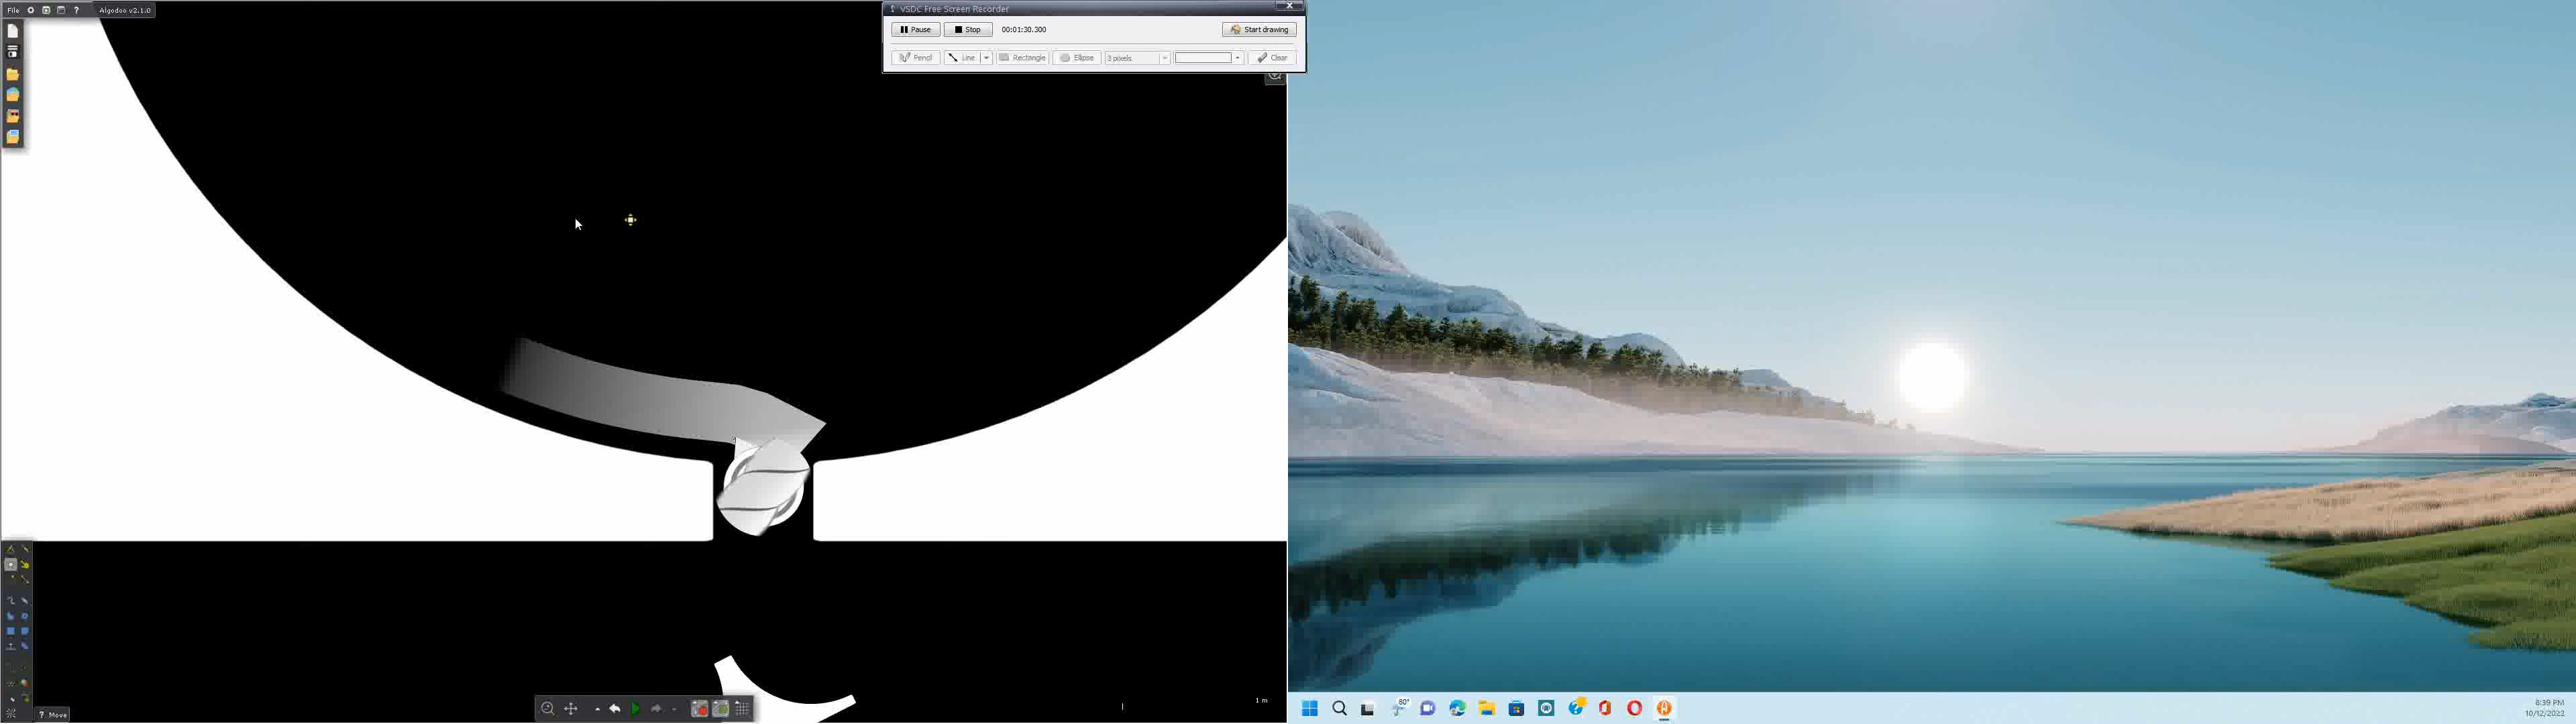 File ? Algodoo v2.1.0
VSDC Free Screen Recorder
Pause Stop 00:01:30.300 Start drawing
Pencil Line Rectangle Ellipse 3 pixels Clear
? Move
1 m
80°
8:39 PM
10/12/2022